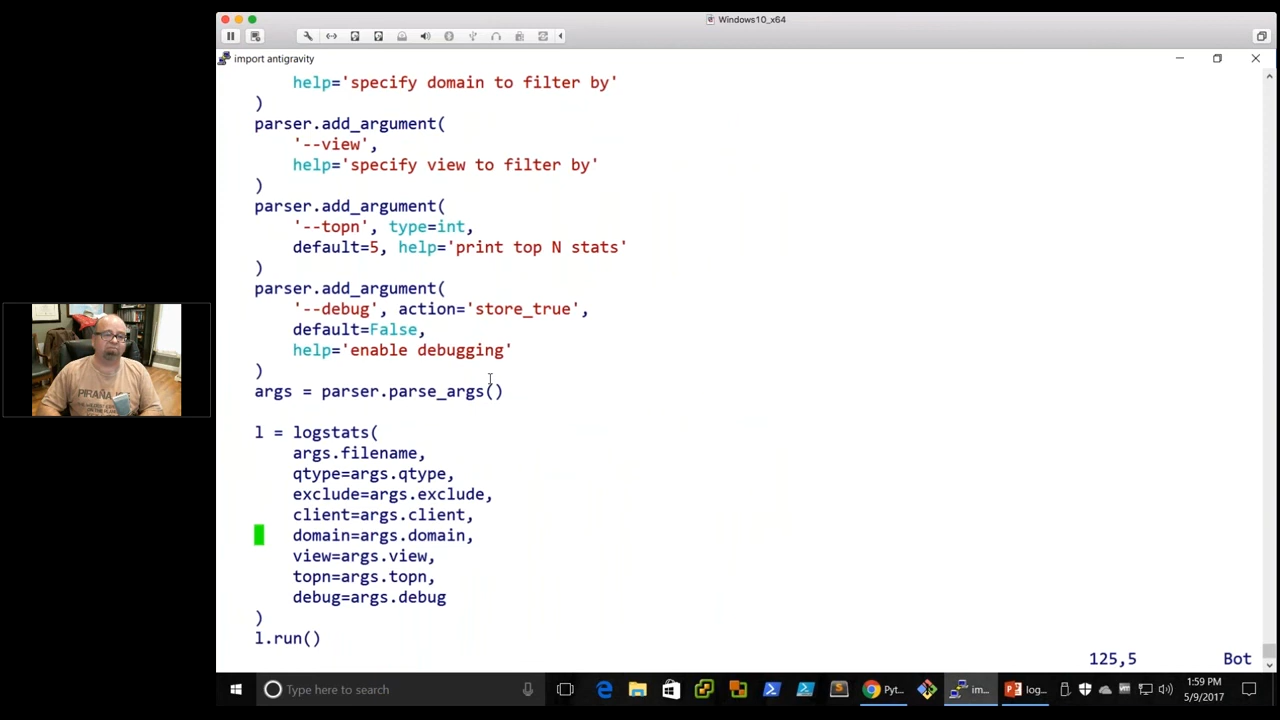 Windows10_x64
import antigravity
help='specify domain to filter by'
)
parser.add_argument(
'--view',
help='specify view to filter by'
)
parser.add_argument(
'--topn', type=int,
default=5, help='print top N stats'
)
parser.add_argument(
'--debug', action='store_true',
default=False,
help='enable debugging'
)
args = parser.parse_args()
l = logstats(
args.filename,
qtype=args.qtype,
exclude=args.exclude,
client=args.client,
domain=args.domain,
view=args.view,
topn=args.topn,
debug=args.debug
)
l.run()
125,5 Bot
PIRAÑA
Type here to search
Pyt...
im...
log...
1:59 PM
5/9/2017